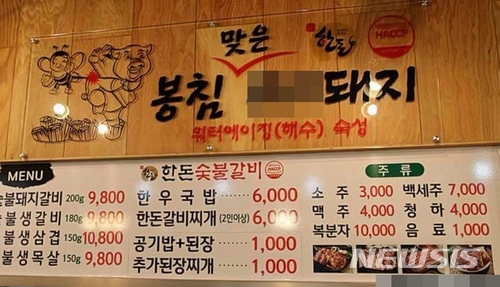 맞은
한돈
HACCP
봉침 돼지
워터에이징(해수) 숙성
MENU
숯불돼지갈비 200g 9,800
불생갈비 180g 9,800
불생삼겹 150g 10,800
불생목살 150g 9,800
한돈 숯불갈비 HACCP
한우국밥 6,000
한돈갈비찌개 (2인이상) 6,000
공기밥+된장 1,000
추가된장찌개 1,000
주류
소주 3,000 백세주 7,000
맥주 4,000 청하 4,000
복분자 10,000 음료 1,000
NEWSIS